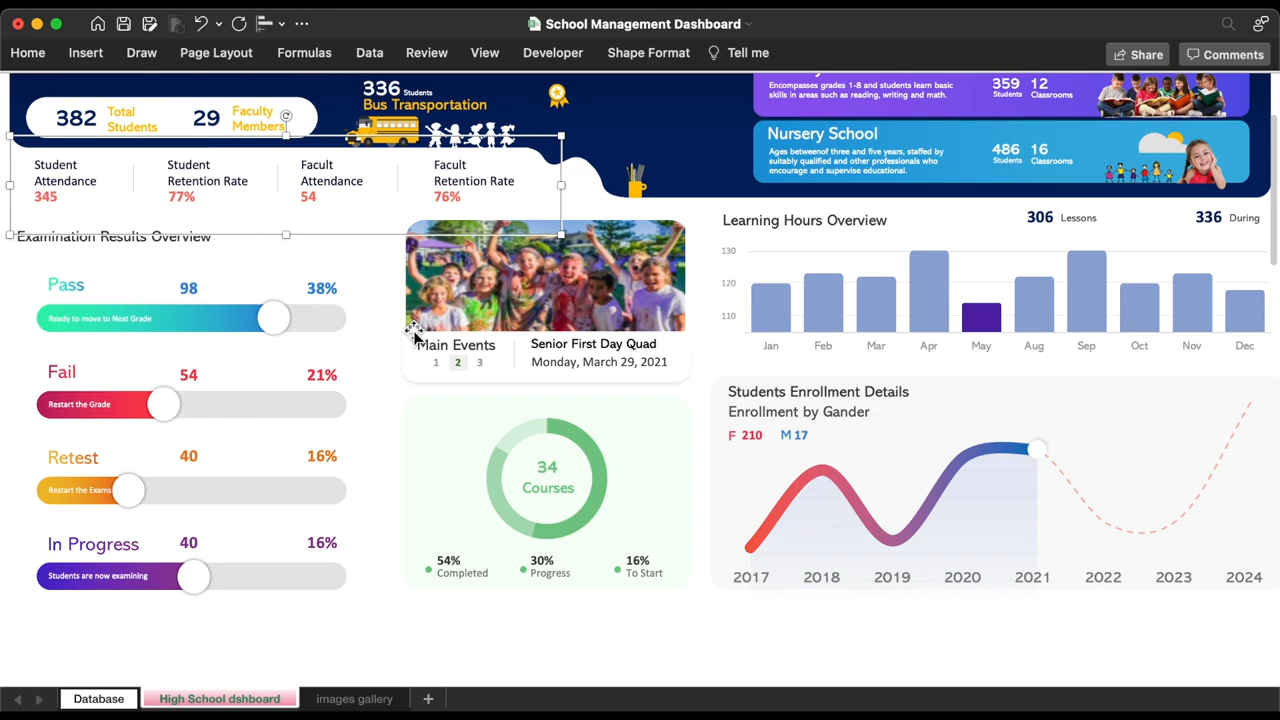 School Management Dashboard
Home Insert Draw Page Layout Formulas Data Review View Developer Shape Format Tell me
Share Comments
382 Total Students
29 Faculty Members
336 Students
Bus Transportation
Encompasses grades 1-8 and students learn basic
skills in areas such as reading, writing and math.
359 Students
12 Classrooms
Nursery School
Ages betweenof three and five years, staffed by
suitably qualified and other professionals who
encourage and supervise educational.
486 Students
16 Classrooms
Student
Attendance
345
Student
Retention Rate
77%
Facult
Attendance
54
Facult
Retention Rate
76%
Examination Results Overview
Pass 98 38%
Ready to move to Next Grade
Fail 54 21%
Restart the Grade
Retest 40 16%
Restart the Exams
In Progress 40 16%
Students are now examining
Main Events
1 2 3
Senior First Day Quad
Monday, March 29, 2021
34
Courses
54%
Completed
30%
Progress
16%
To Start
Learning Hours Overview
306 Lessons
336 During
130
120
110
Jan Feb Mar Apr May Aug Sep Oct Nov Dec
Students Enrollment Details
Enrollment by Gander
F 210 M 17
2017 2018 2019 2020 2021 2022 2023 2024
Database High School dshboard images gallery +